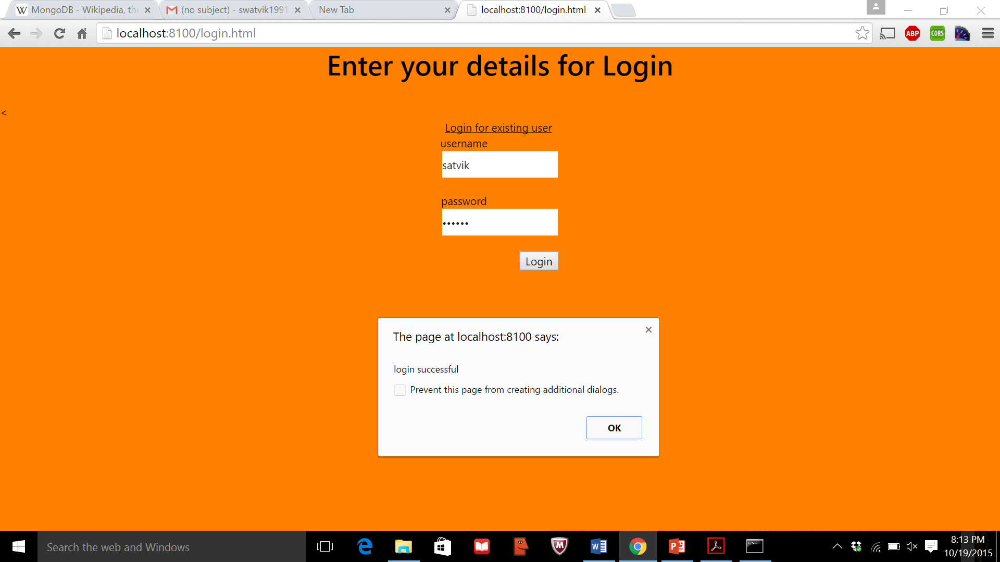 MongoDB - Wikipedia, the
(no subject) - swatvik1991
New Tab
localhost:8100/login.html
localhost:8100/login.html
ABP
CORS
Enter your details for Login
<
Login for existing user
username
satvik
password
••••••
Login
The page at localhost:8100 says:
login successful
Prevent this page from creating additional dialogs.
OK
Search the web and Windows
8:13 PM
10/19/2015